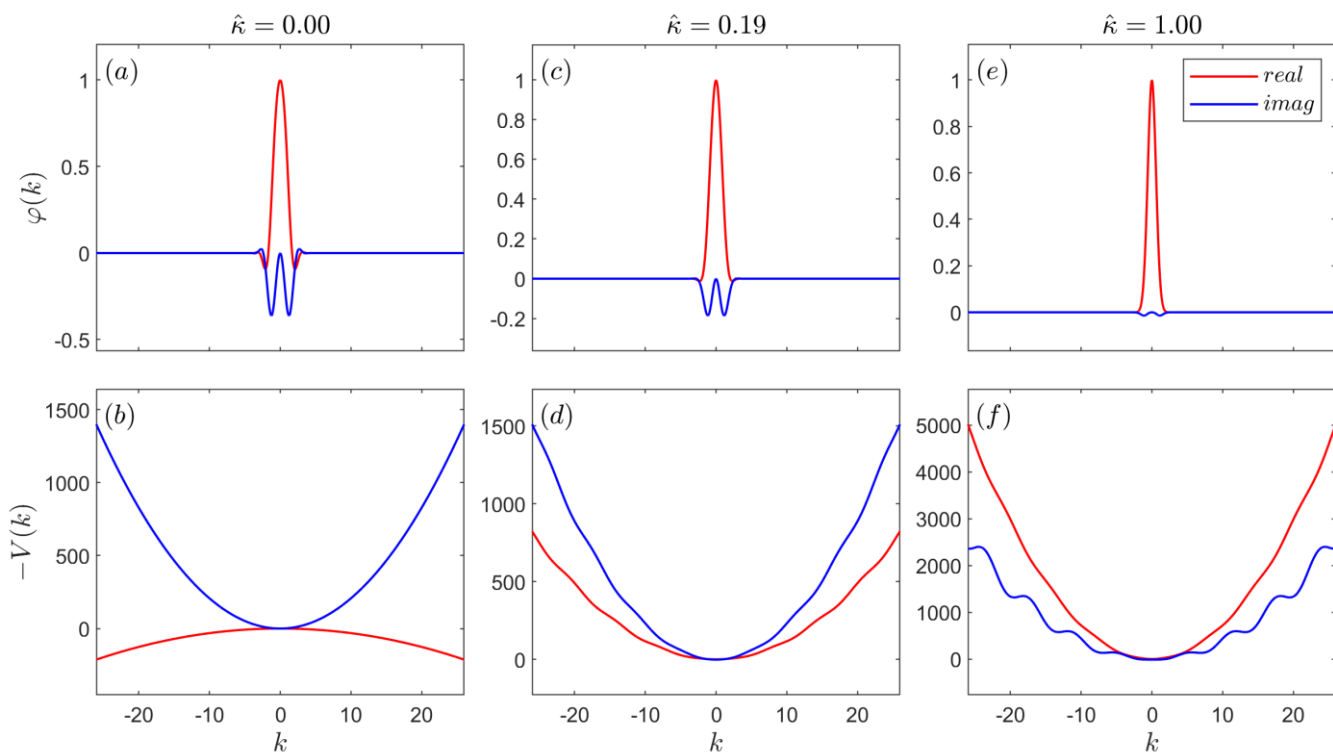 κ̂ = 0.00
κ̂ = 0.19
κ̂ = 1.00
(a)
1
0.5
0
-0.5
φ(k)
(c)
1
0.8
0.6
0.4
0.2
0
-0.2
(e)
1
0.8
0.6
0.4
0.2
0
real
imag
(b)
1500
1000
500
0
−V(k)
-20 -10 0 10 20
k
(d)
1500
1000
500
0
-20 -10 0 10 20
k
(f)
5000
4000
3000
2000
1000
0
-20 -10 0 10 20
k